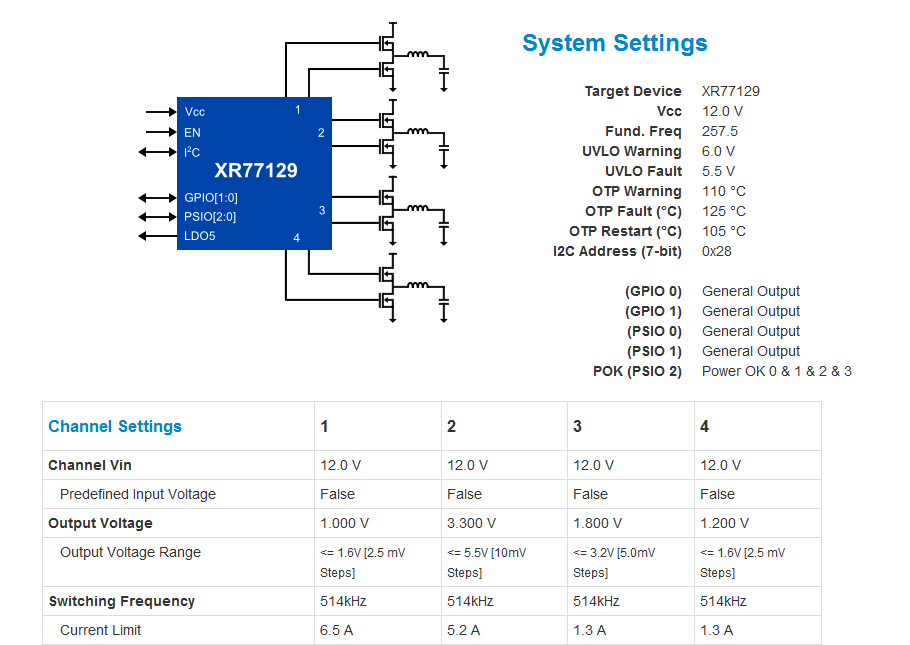 System Settings
Target Device XR77129
Vcc 12.0 V
Fund. Freq 257.5
UVLO Warning 6.0 V
UVLO Fault 5.5 V
OTP Warning 110 °C
OTP Fault (°C) 125 °C
OTP Restart (°C) 105 °C
I2C Address (7-bit) 0x28
(GPIO 0) General Output
(GPIO 1) General Output
(PSIO 0) General Output
(PSIO 1) General Output
POK (PSIO 2) Power OK 0 & 1 & 2 & 3
Vcc 1
EN 2
I²C
XR77129
GPIO[1:0]
PSIO[2:0] 3
LDO5 4
Channel Settings 1 2 3 4
Channel Vin 12.0 V 12.0 V 12.0 V 12.0 V
Predefined Input Voltage False False False False
Output Voltage 1.000 V 3.300 V 1.800 V 1.200 V
Output Voltage Range <= 1.6V [2.5 mV <= 5.5V [10mV <= 3.2V [5.0mV <= 1.6V [2.5 mV
Steps] Steps] Steps] Steps]
Switching Frequency 514kHz 514kHz 514kHz 514kHz
Current Limit 6.5 A 5.2 A 1.3 A 1.3 A